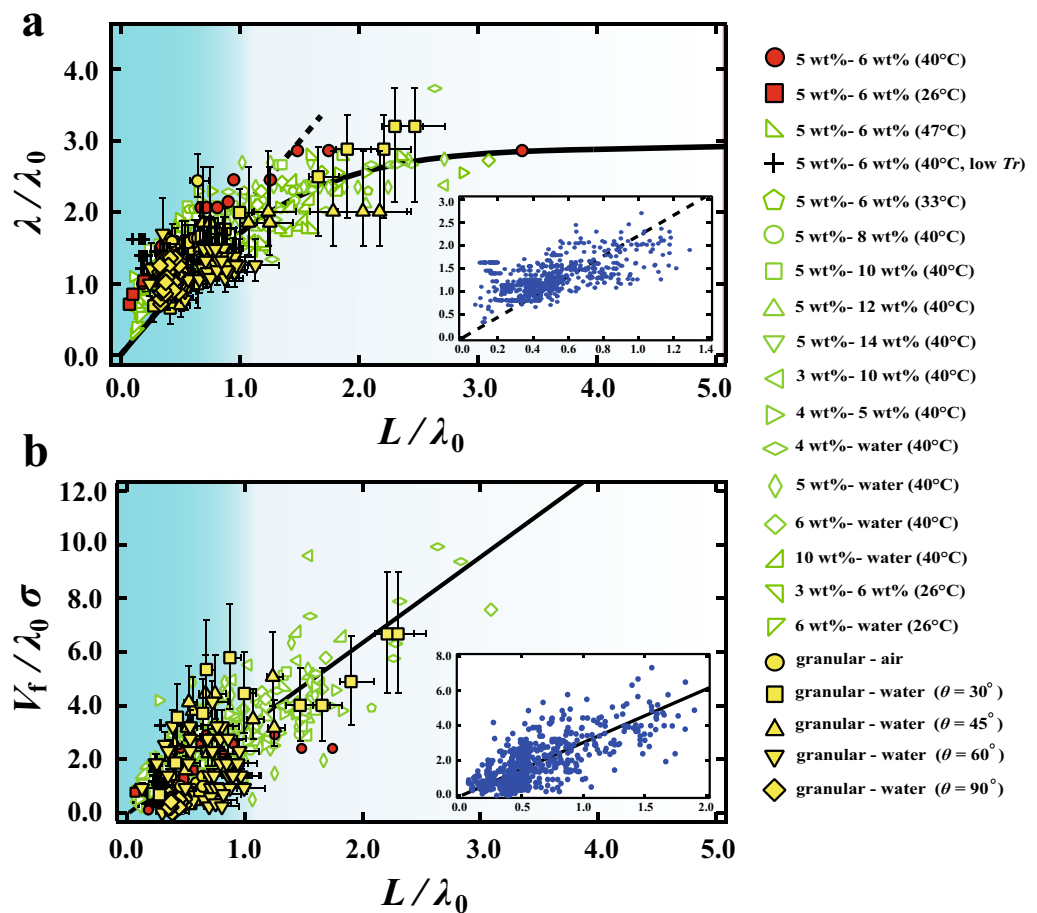 a
4.0
3.0
2.0
1.0
0.0
λ / λ0
0.0 1.0 2.0 3.0 4.0 5.0
L / λ0
3.0
2.5
2.0
1.5
1.0
0.5
0.0
0.0 0.2 0.4 0.6 0.8 1.0 1.2 1.4
b
12.0
10.0
8.0
6.0
4.0
2.0
0.0
Vf / λ0 σ
0.0 1.0 2.0 3.0 4.0 5.0
L / λ0
8.0
6.0
4.0
2.0
0.0
0.0 0.5 1.0 1.5 2.0
5 wt%- 6 wt% (40°C)
5 wt%- 6 wt% (26°C)
5 wt%- 6 wt% (47°C)
5 wt%- 6 wt% (40°C, low Tr)
5 wt%- 6 wt% (33°C)
5 wt%- 8 wt% (40°C)
5 wt%- 10 wt% (40°C)
5 wt%- 12 wt% (40°C)
5 wt%- 14 wt% (40°C)
3 wt%- 10 wt% (40°C)
4 wt%- 5 wt% (40°C)
4 wt%- water (40°C)
5 wt%- water (40°C)
6 wt%- water (40°C)
10 wt%- water (40°C)
3 wt%- 6 wt% (26°C)
6 wt%- water (26°C)
granular - air
granular - water (θ = 30°)
granular - water (θ = 45°)
granular - water (θ = 60°)
granular - water (θ = 90°)